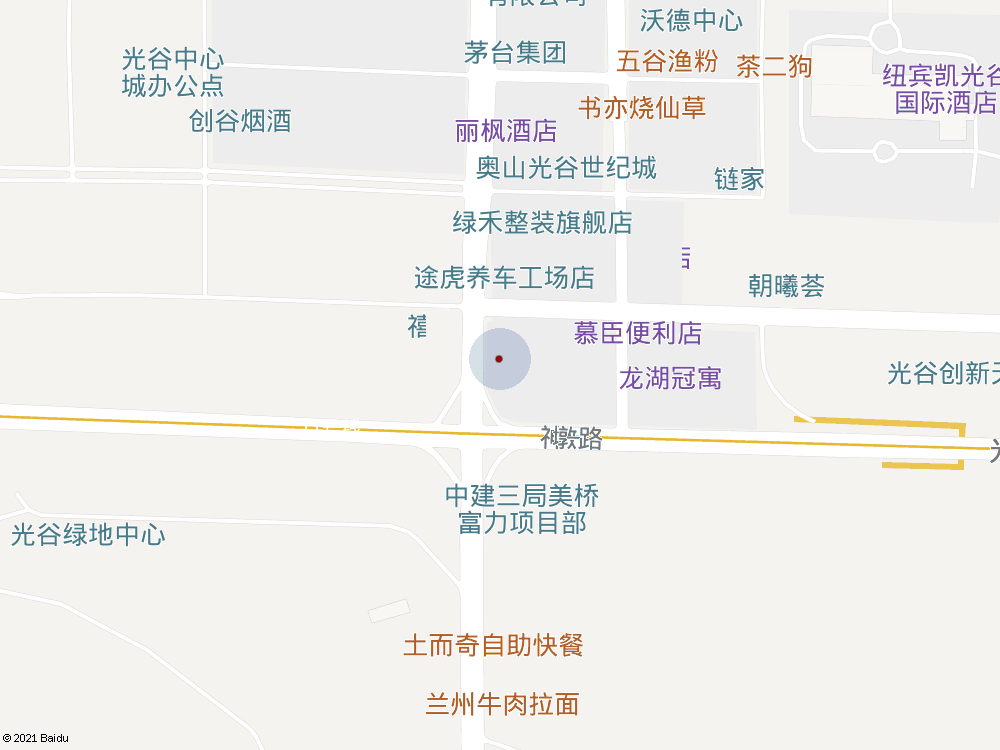 沃德中心
茅台集团
光谷中心
城办公点
五谷渔粉
茶二狗
纽宾凯光谷
国际酒店
书亦烧仙草
创谷烟酒
丽枫酒店
奥山光谷世纪城
链家
绿禾整装旗舰店
途虎养车工场店
朝曦荟
慕臣便利店
龙湖冠寓
光谷创新天
敦路
中建三局美桥
富力项目部
光谷绿地中心
土而奇自助快餐
兰州牛肉拉面
© 2021 Baidu